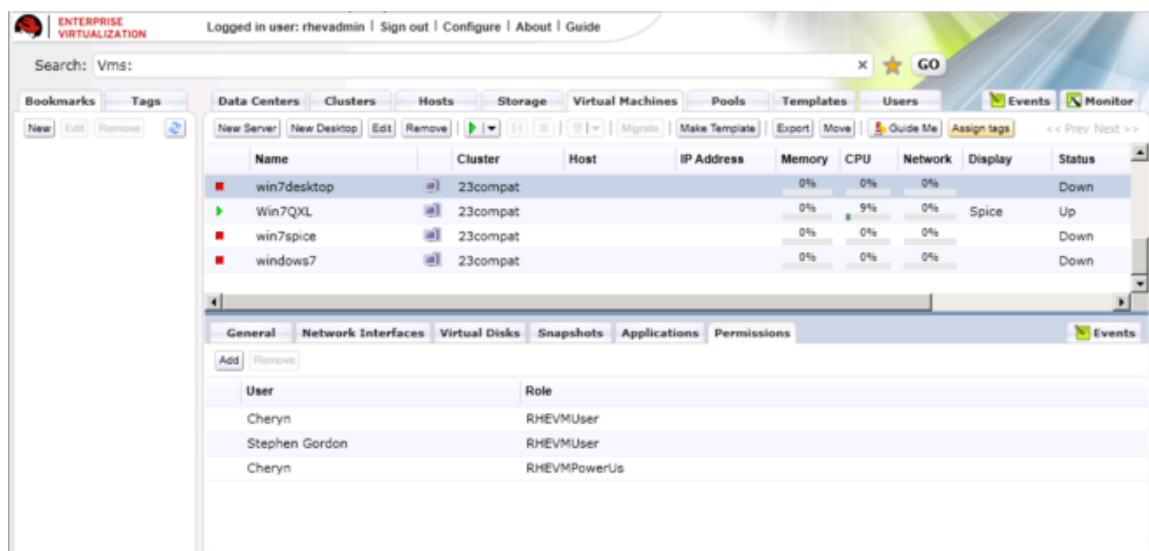 ENTERPRISE
VIRTUALIZATION
Logged in user: rhevadmin | Sign out | Configure | About | Guide
Search: Vms: x GO
Bookmarks Tags Data Centers Clusters Hosts Storage Virtual Machines Pools Templates Users Events Monitor
New Edit Remove New Server New Desktop Edit Remove Migrate Make Template Export Move Guide Me Assign tags << Prev Next >>
Name Cluster Host IP Address Memory CPU Network Display Status
win7desktop 23compat 0% 0% 0% Down
Win7QXL 23compat 0% 9% 0% Spice Up
win7spice 23compat 0% 0% 0% Down
windows7 23compat 0% 0% 0% Down
General Network Interfaces Virtual Disks Snapshots Applications Permissions Events
Add Remove
User Role
Cheryn RHEVMUser
Stephen Gordon RHEVMUser
Cheryn RHEVMPowerUs